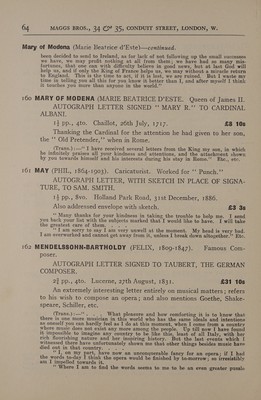 64 MAGGS BROS., 34 & 35, CONDUIT STREET, LONDON, W.
Mary of Modena (Marie Beatrice d'Este)—continued.
been decided to send to Ireland, as for lack of not following up the small successes
we have, we may profit nothing at all from them; we have had so many mis-
fortunes, that one can with difficulty believe in good news, but at last God will
help us, and if only the King of France helps us, we may without a miracle return
to England. This is the time to act, if it is lost, we are ruined. But I waste my
time in telling you all this for you know it better than I, and after myself I think
it touches you more than anyone in the world."
160 MARY OF MODENA (MARIE BEATRICE D'ESTE. Queen of James II.
AUTOGRAPH LETTER SIGNED " MARY R." TO CARDINAL
ALBANI.
1½ pp., 4to. Chaillot, 26th July, 1717. £8 10s
Thanking the Cardinal for the attention he had given to her son,
the " Old Pretender," when in Rome.
(Trans.):—" I have received several letters from the King my son, in which
he infinitely praises all your kindness and attentions, and the attachment shown
by you towards himself and his interests during his stay in Rome." Etc., etc.
161 MAY (PHIL., 1864-1903). Caricaturist. Worked for " Punch."
AUTOGRAPH LETTER, WITH SKETCH IN PLACE OF SIGNA-
TURE, TO SAM. SMITH.
1½ pp., 8vo. Holland Park Road, 31st December, 1886.
Also addressed envelope with sketch. £3 3s
" Many thanks for your kindness in taking the trouble to help me. I send
you back your list with the subjects marked that I would like to have. I will take
the greatest care of them . . .
I am sorry to say I am very unwell at the moment. My head is very bad.
I am overworked and cannot get away from it, unless I break down altogether." Etc.
162 MENDELSSOHN-BARTHOLDY (FELIX, 1809-1847). Famous Com-
poser.
AUTOGRAPH LETTER SIGNED TO TAUBERT, THE GERMAN
COMPOSER.
2¾ pp., 4to. Lucerne, 27th August, 1831. £31 10s
An extremely interesting letter entirely on musical matters; refers
to his wish to compose an opera; and also mentions Goethe, Shake-
speare, Schiller, etc.
(Trans.):—" . . . What pleasure and how comforting it is to know that
there is one more musician in this world who has the same ideals and intentions
as oneself you can hardly feel as I do at this moment, when I come from a country
where music does not exist any more among the people. Up till now I have found
it impossible to imagine any country to be like this, least of all Italy, with her
rich flourishing nature and her inspiring history. But the last events which I
witnessed there have unfortunately shown me that other things besides music have
died out in that country. . . .
" I, on my part, have now an unconquerable fancy for an opera; if I had
the words to-day I think the opera would be finished by to-morrow; so irresistibly
am I impelled towards it. . . .
" Where I am to find the words seems to me to be an even greater puzzle.